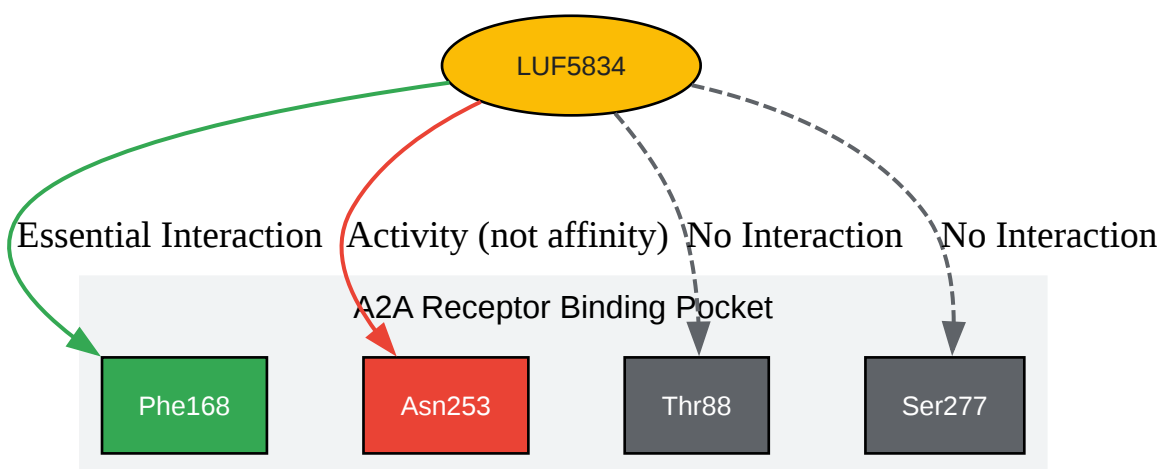 LUF5834
Essential Interaction
Activity (not affinity)
No Interaction
No Interaction
A2A Receptor Binding Pocket
Phe168
Asn253
Thr88
Ser277